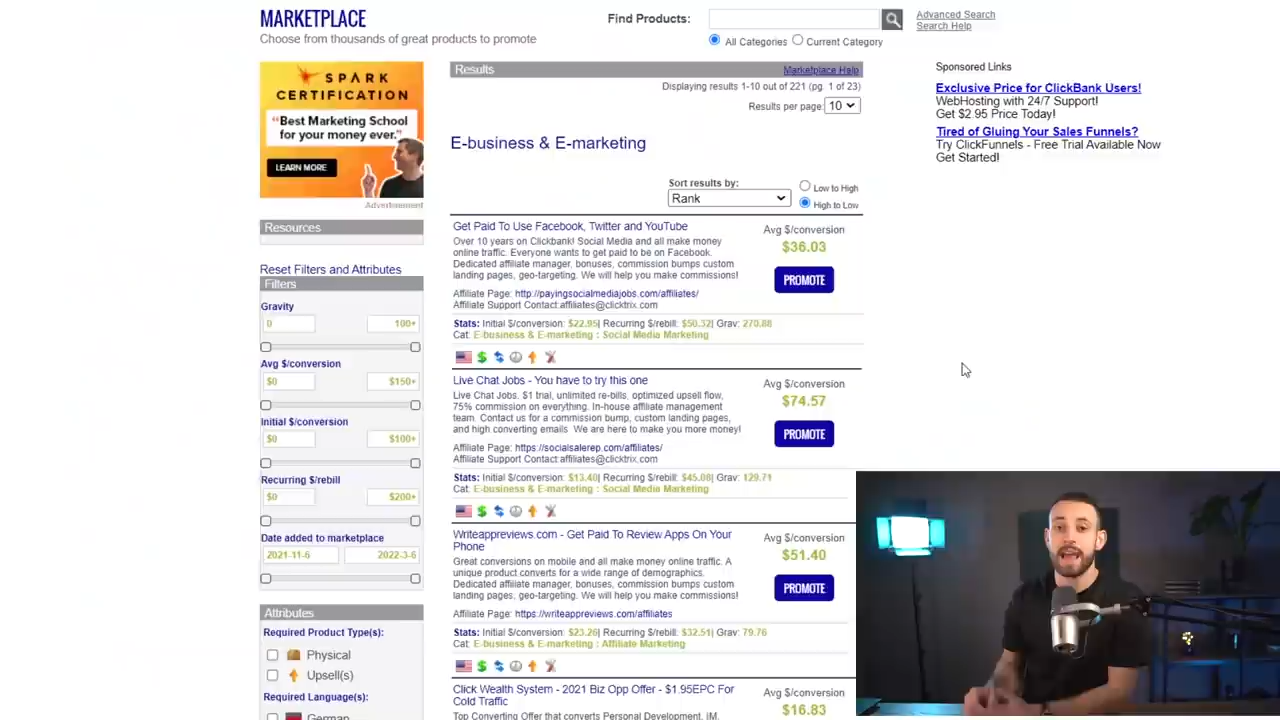 MARKETPLACE
Choose from thousands of great products to promote
Find Products:
Advanced Search
Search Help
All Categories
Current Category
SPARK
CERTIFICATION
"Best Marketing School
for your money ever."
LEARN MORE
Advertisement
Resources
Reset Filters and Attributes
Filters
Gravity
0
100+
Avg $/conversion
$0
$150+
Initial $/conversion
$0
$100+
Recurring $/rebill
$0
$200+
Date added to marketplace
2021-11-6
2022-3-6
Attributes
Required Product Type(s):
Physical
Upsell(s)
Required Language(s):
German
Results
Marketplace Help
Displaying results 1-10 out of 221 (pg. 1 of 23)
Results per page: 10
E-business & E-marketing
Sort results by:
Rank
Low to High
High to Low
Get Paid To Use Facebook, Twitter and YouTube
Over 10 years on Clickbank! Social Media and all make money
online traffic. Everyone wants to get paid to be on Facebook.
Dedicated affiliate manager, bonuses, commission bumps custom
landing pages, geo-targeting. We will help you make commissions!
Affiliate Page: http://payingsocialmediajobs.com/affiliates/
Affiliate Support Contact:affiliates@clicktrix.com
Avg $/conversion
$36.03
PROMOTE
Stats: Initial $/conversion: $22.95| Recurring $/rebill: $50.32| Grav: 270.88
Cat: E-business & E-marketing : Social Media Marketing
Live Chat Jobs - You have to try this one
Live Chat Jobs. $1 trial, unlimited re-bills, optimized upsell flow,
75% commission on everything. In-house affiliate management
team. Contact us for a commission bump, custom landing pages,
and high converting emails. We are here to make you more money!
Affiliate Page: https://socialsalerep.com/affiliates/
Affiliate Support Contact:affiliates@clicktrix.com
Avg $/conversion
$74.57
PROMOTE
Stats: Initial $/conversion: $13.40| Recurring $/rebill: $45.08| Grav: 129.71
Cat: E-business & E-marketing : Social Media Marketing
Writeappreviews.com - Get Paid To Review Apps On Your
Phone
Great conversions on mobile and all make money online traffic. A
unique product converts for a wide range of demographics.
Dedicated affiliate manager, bonuses, commission bumps custom
landing pages, geo-targeting. We will help you make commissions!
Affiliate Page: https://writeappreviews.com/affiliates
Avg $/conversion
$51.40
PROMOTE
Stats: Initial $/conversion: $23.26| Recurring $/rebill: $32.51| Grav: 79.76
Cat: E-business & E-marketing : Affiliate Marketing
Click Wealth System - 2021 Biz Opp Offer - $1.95EPC For
Cold Traffic
Top Converting Offer that converts Personal Development, IM,
Avg $/conversion
$16.83
Sponsored Links
Exclusive Price for ClickBank Users!
WebHosting with 24/7 Support!
Get $2.95 Price Today!
Tired of Gluing Your Sales Funnels?
Try ClickFunnels - Free Trial Available Now
Get Started!